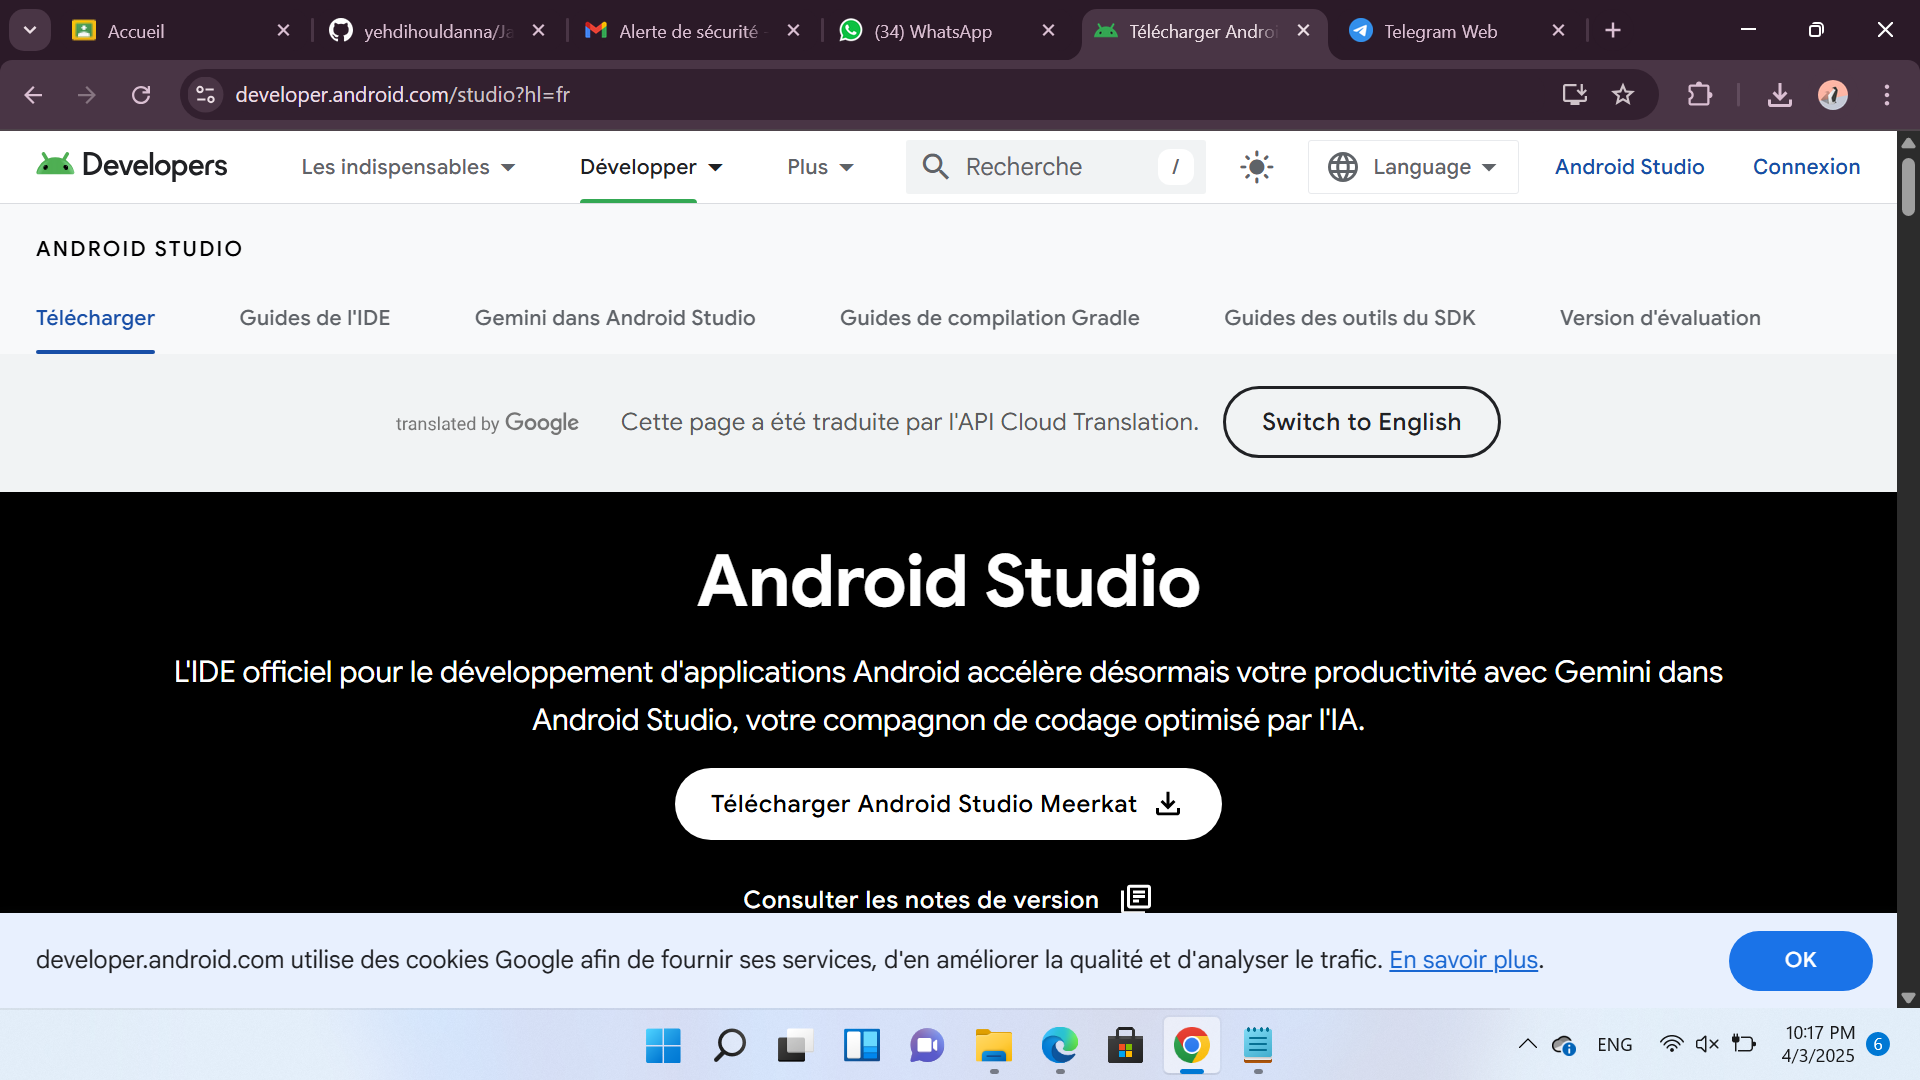 Accueil
yehdihouldanna/Ja
Alerte de sécurité
(34) WhatsApp
Télécharger Androi
Telegram Web
developer.android.com/studio?hl=fr
Developers
Les indispensables
Développer
Plus
Recherche
/
Language
Android Studio
Connexion
ANDROID STUDIO
Télécharger
Guides de l'IDE
Gemini dans Android Studio
Guides de compilation Gradle
Guides des outils du SDK
Version d'évaluation
translated by Google
Cette page a été traduite par l'API Cloud Translation.
Switch to English
Android Studio
L'IDE officiel pour le développement d'applications Android accélère désormais votre productivité avec Gemini dans
Android Studio, votre compagnon de codage optimisé par l'IA.
Télécharger Android Studio Meerkat
Consulter les notes de version
developer.android.com utilise des cookies Google afin de fournir ses services, d'en améliorer la qualité et d'analyser le trafic. En savoir plus.
OK
ENG
10:17 PM
4/3/2025
6